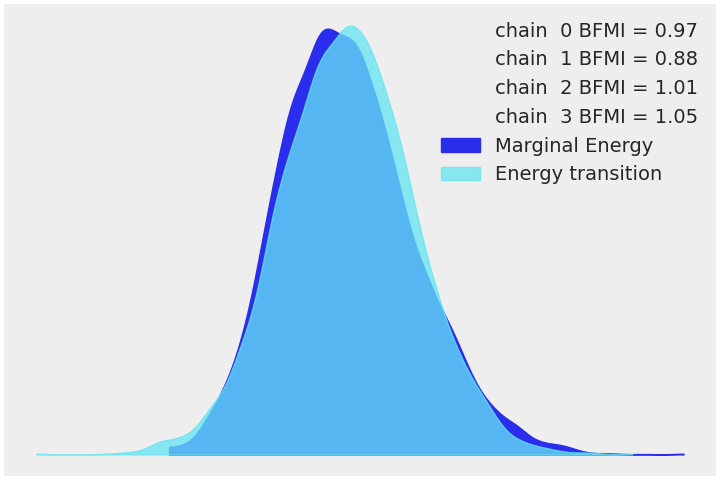 chain  0 BFMI = 0.97
chain  1 BFMI = 0.88
chain  2 BFMI = 1.01
chain  3 BFMI = 1.05
Marginal Energy
Energy transition